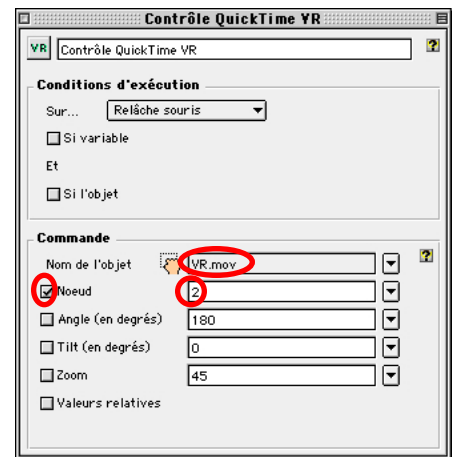 Contrôle QuickTime VR
VR Contrôle QuickTime VR ?
Conditions d'exécution
Sur... Relâche souris
Si variable
Et
Si l'objet
Commande
Nom de l'objet VR.mov ?
Noeud 2
Angle (en degrés) 180
Tilt (en degrés) 0
Zoom 45
Valeurs relatives